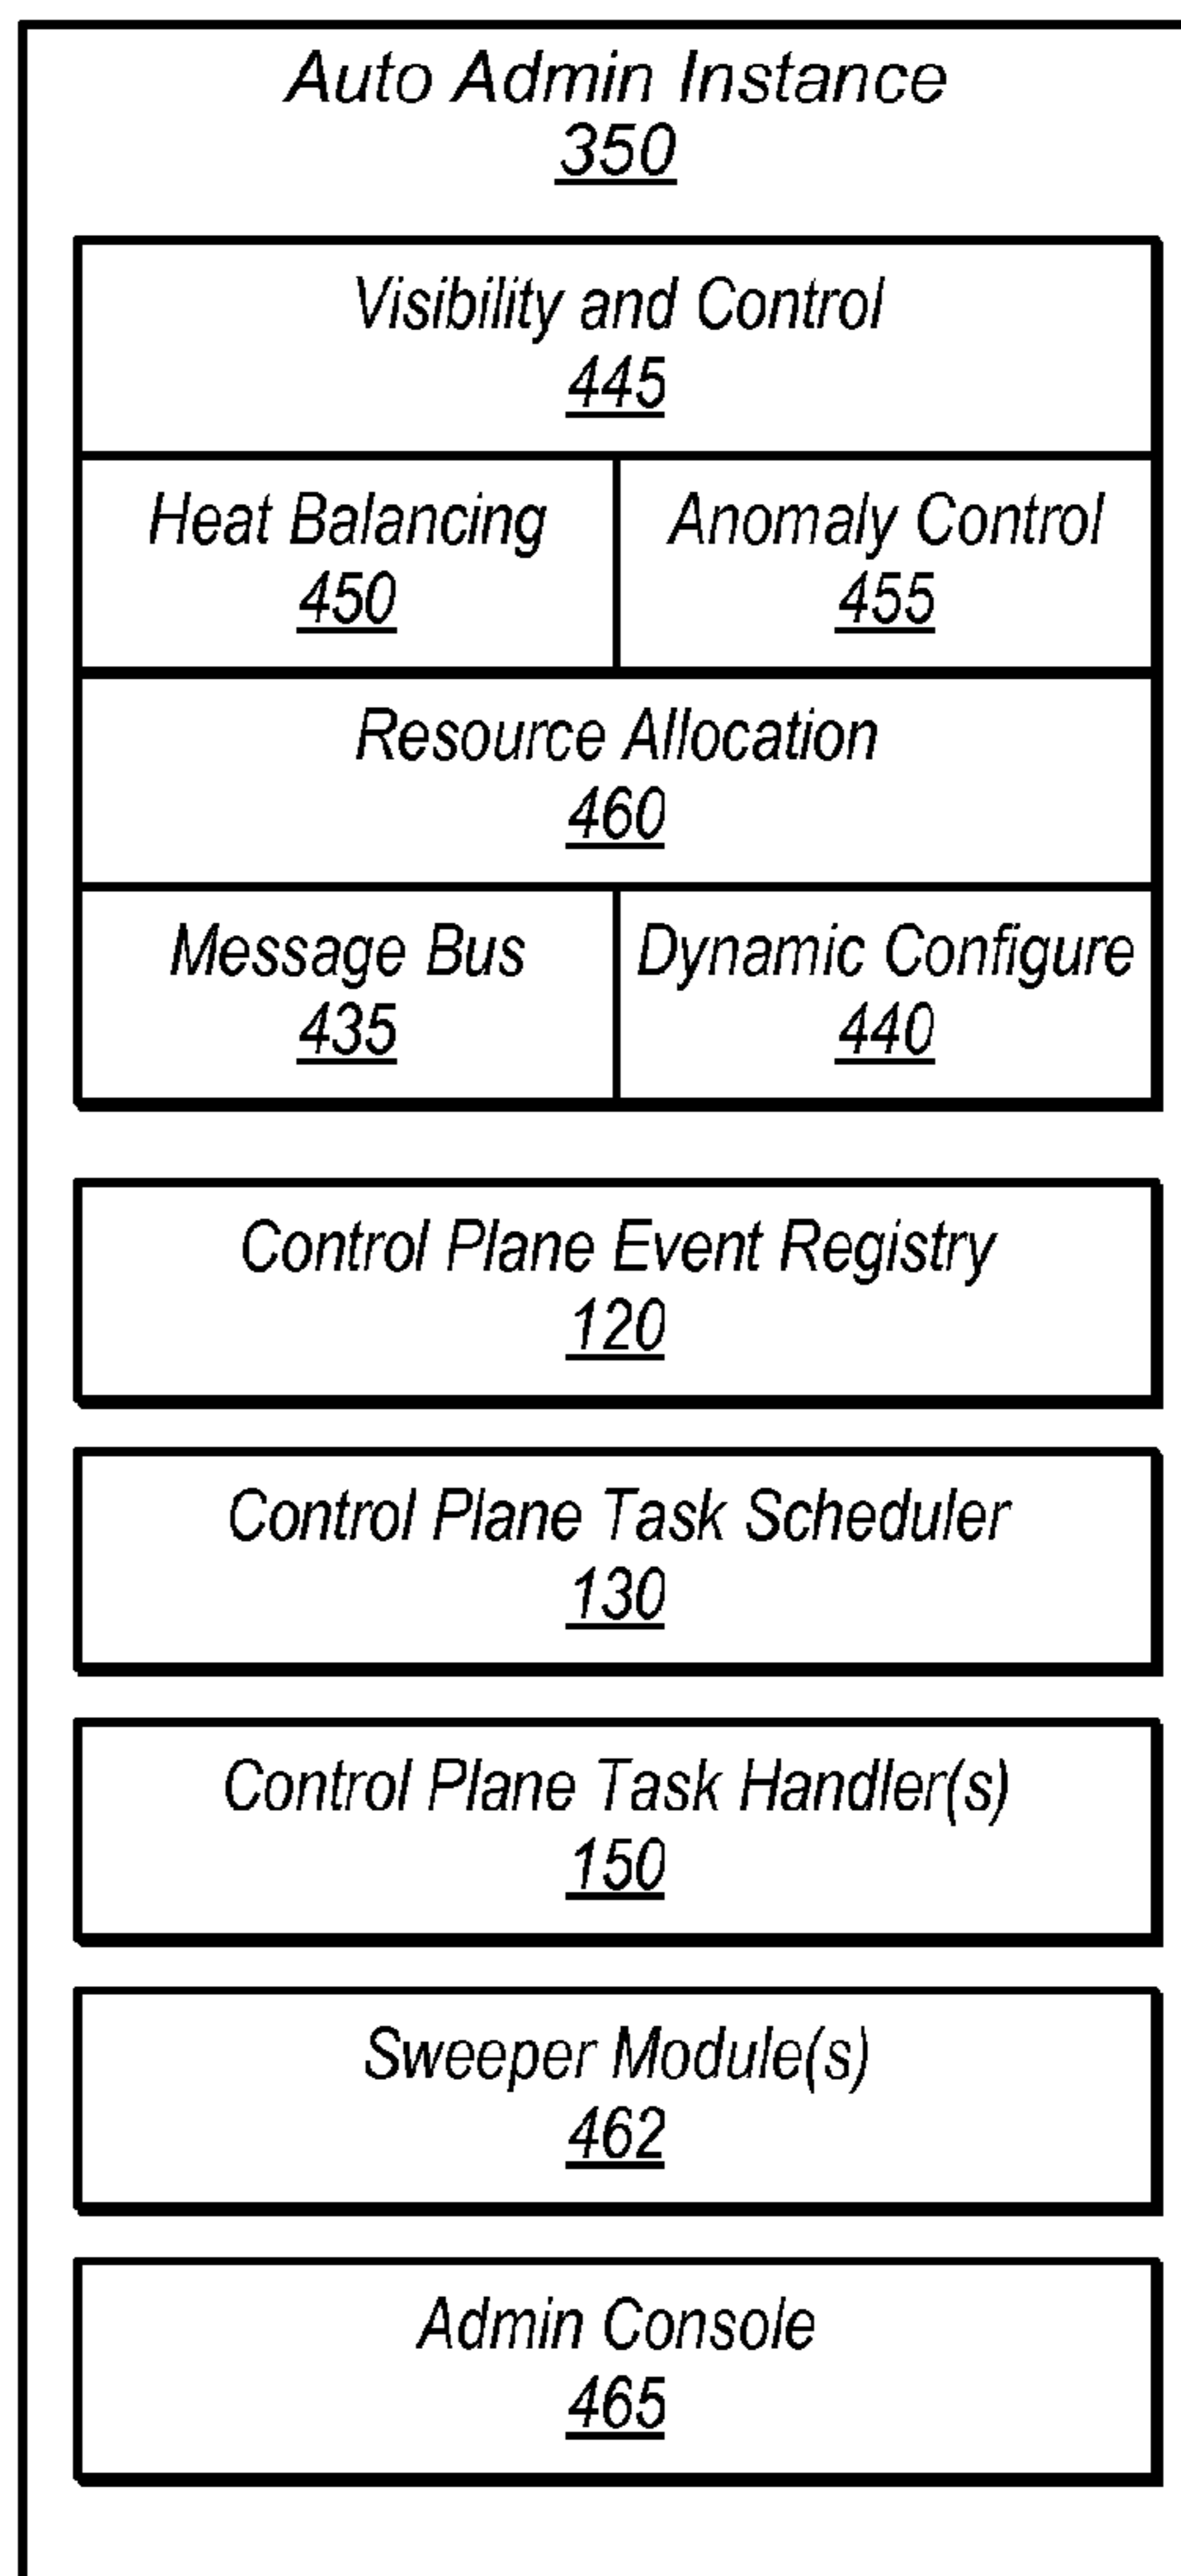 Auto Admin Instance
350
Visibility and Control
445
Heat Balancing
450
Anomaly Control
455
Resource Allocation
460
Message Bus
435
Dynamic Configure
440
Control Plane Event Registry
120
Control Plane Task Scheduler
130
Control Plane Task Handler(s)
150
Sweeper Module(s)
462
Admin Console
465